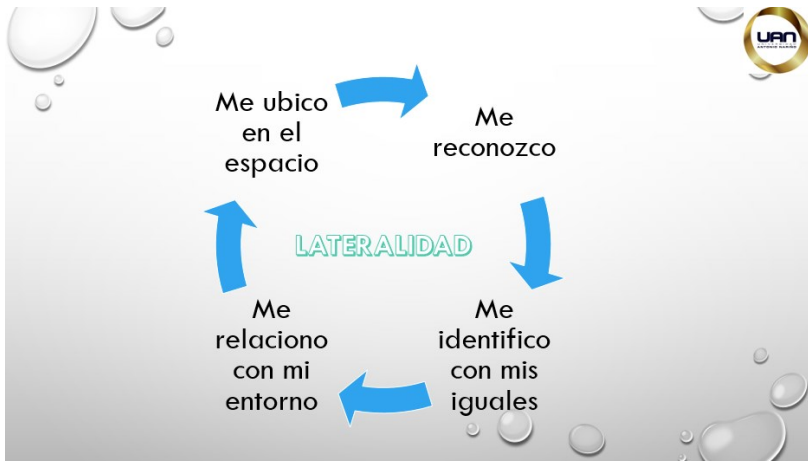 UAN
Me ubico
en el
espacio
Me
reconozco
LATERALIDAD
Me
relaciono
con mi
entorno
Me
identifico
con mis
iguales